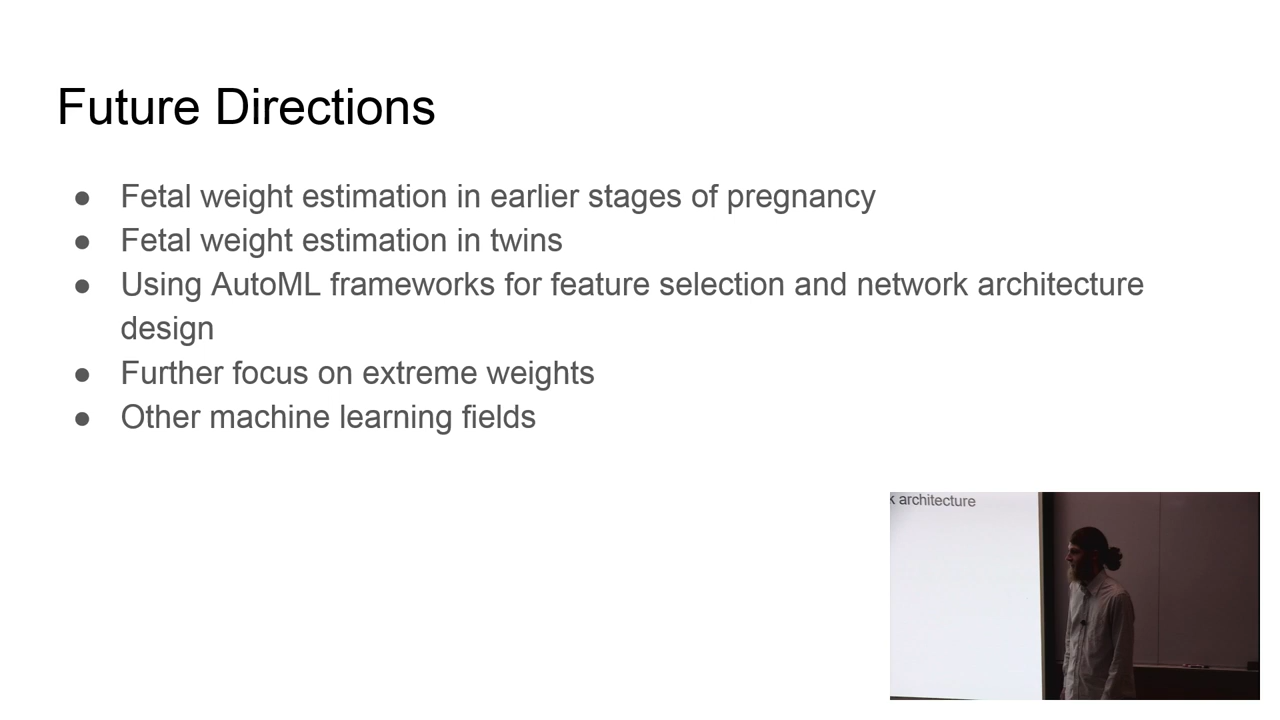 Future Directions
● Fetal weight estimation in earlier stages of pregnancy
● Fetal weight estimation in twins
● Using AutoML frameworks for feature selection and network architecture
design
● Further focus on extreme weights
● Other machine learning fields
k architecture